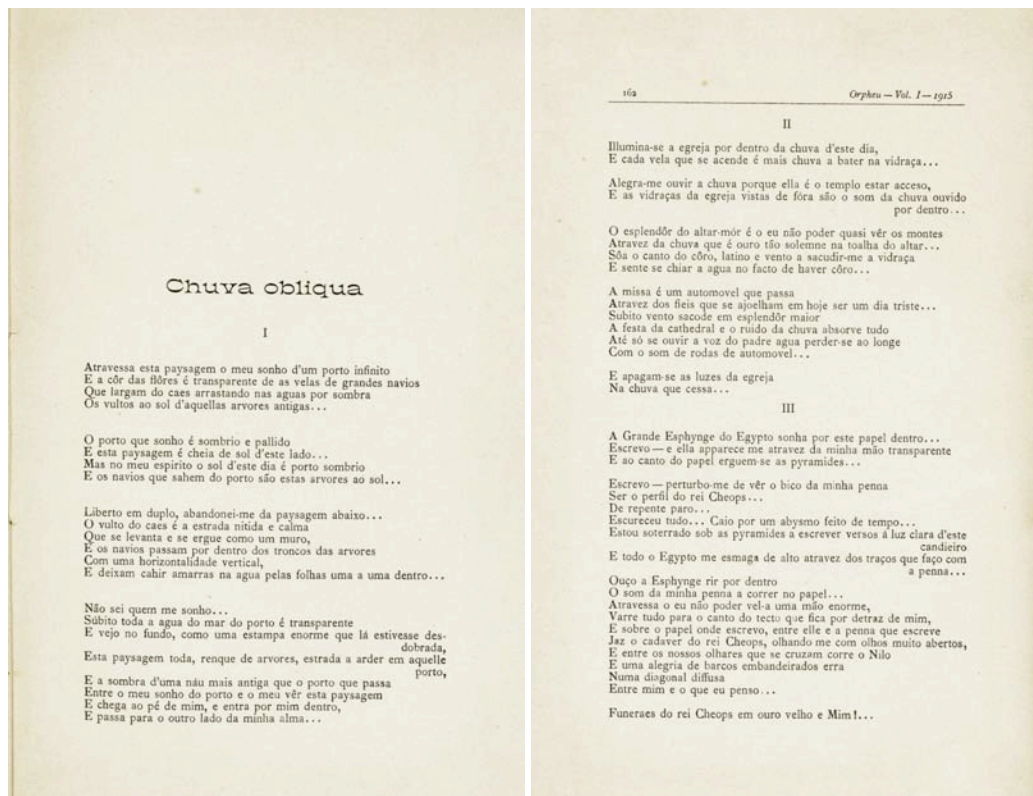 Chuva obliqua
I
Atravessa esta paysagem o meu sonho d'um porto infinito
E a côr das flôres é transparente de as velas de grandes navios
Que largam do caes arrastando nas aguas por sombra
Os vultos ao sol d'aquellas arvores antigas...
O porto que sonho é sombrio e pallido
E esta paysagem é cheia de sol d'este lado...
Mas no meu espirito o sol d'este dia é porto sombrio
E os navios que sahem do porto são estas arvores ao sol...
Liberto em duplo, abandonei-me da paysagem abaixo...
O vulto do caes é a estrada nitida e calma
Que se levanta e se ergue como um muro,
E os navios passam por dentro dos troncos das arvores
Com uma horizontalidade vertical,
E deixam cahir amarras na agua pelas folhas uma a uma dentro...
Não sei quem me sonho...
Súbito toda a agua do mar do porto é transparente
E vejo no fundo, como uma estampa enorme que lá estivesse des-
dobrada,
Esta paysagem toda, renque de arvores, estrada a arder em aquelle
porto,
E a sombra d'uma náu mais antiga que o porto que passa
Entre o meu sonho do porto e o meu vêr esta paysagem
E chega ao pé de mim, e entra por mim dentro,
E passa para o outro lado da minha alma...
162
Orpheu — Vol. I — 1915
II
Illumina-se a egreja por dentro da chuva d'este dia,
E cada vela que se acende é mais chuva a bater na vidraça...
Alegra-me ouvir a chuva porque ella é o templo estar acceso,
E as vidraças da egreja vistas de fóra são o som da chuva ouvido
por dentro...
O esplendôr do altar-mór é o eu não poder quasi vêr os montes
Atravez da chuva que é ouro tão solemne na toalha do altar...
Sôa o canto do côro, latino e vento a sacudir-me a vidraça
E sente se chiar a agua no facto de haver côro...
A missa é um automovel que passa
Atravez dos fieis que se ajoelham em hoje ser um dia triste...
Subito vento sacode em esplendôr maior
A festa da cathedral e o ruido da chuva absorve tudo
Até só se ouvir a voz do padre agua perder-se ao longe
Com o som de rodas de automovel...
E apagam-se as luzes da egreja
Na chuva que cessa...
III
A Grande Esphynge do Egypto sonha por este papel dentro...
Escrevo — e ella apparece me atravez da minha mão transparente
E ao canto do papel erguem-se as pyramides...
Escrevo — perturbo-me de vêr o bico da minha penna
Ser o perfil do rei Cheops...
De repente paro...
Escureceu tudo... Caio por um abysmo feito de tempo...
Estou soterrado sob as pyramides a escrever versos á luz clara d'este
candieiro
E todo o Egypto me esmaga de alto atravez dos traços que faço com
a penna...
Ouço a Esphynge rir por dentro
O som da minha penna a correr no papel...
Atravessa o eu não poder vel-a uma mão enorme,
Varre tudo para o canto do tecto que fica por detraz de mim,
E sobre o papel onde escrevo, entre elle e a penna que escreve
Jaz o cadaver do rei Cheops, olhando me com olhos muito abertos,
E entre os nossos olhares que se cruzam corre o Nilo
E uma alegria de barcos embandeirados erra
Numa diagonal diffusa
Entre mim e o que eu penso...
Funeraes do rei Cheops em ouro velho e Mim!...